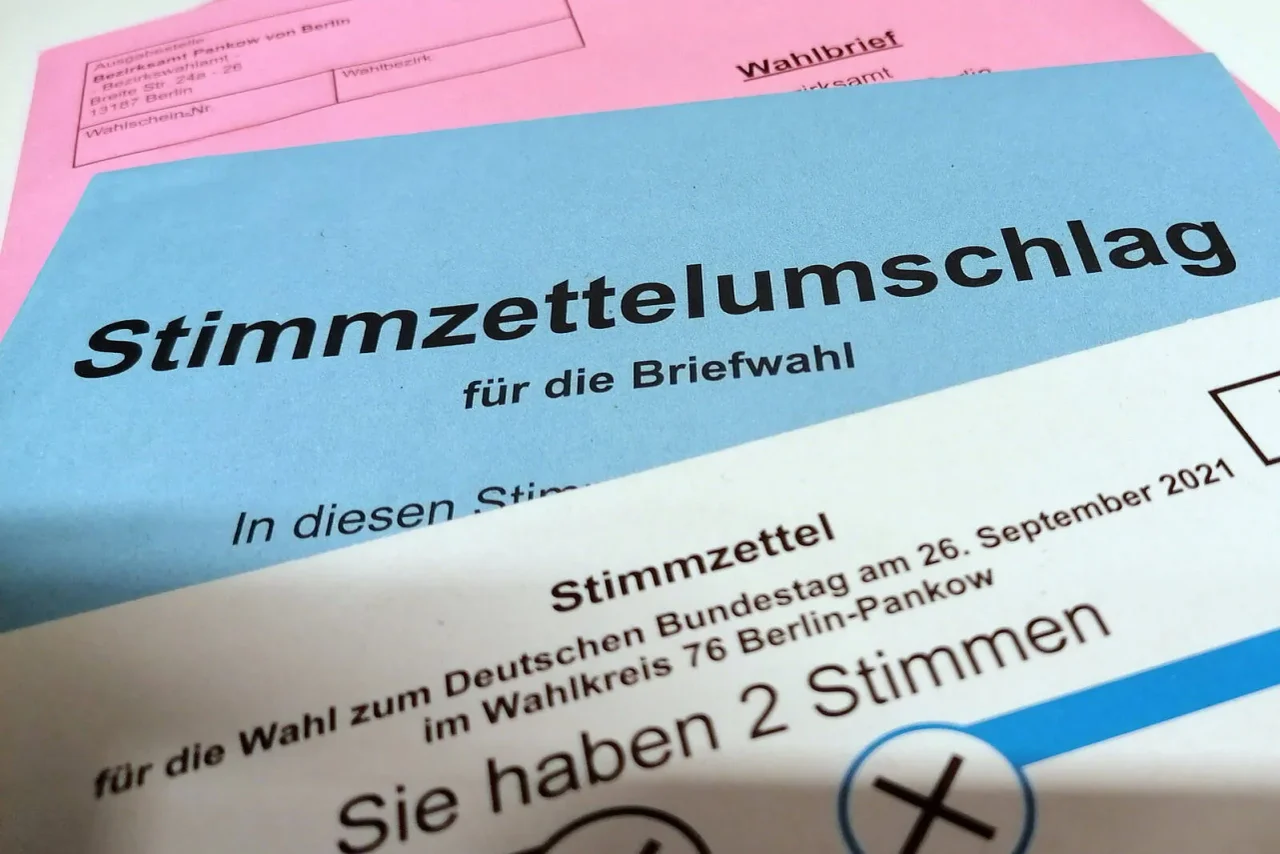 Ausgabestelle
Bezirksamt Pankow von Berlin
- Bezirkswahlamt -
Breite Str. 24a - 26
13187 Berlin
Wahlschein-Nr.
Wahlbezirk
Wahlbrief
Stimmzettelumschlag
für die Briefwahl
In diesen
Stimmzettel
für die Wahl zum Deutschen Bundestag am 26. September 2021
im Wahlkreis 76 Berlin-Pankow
Sie haben 2 Stimmen